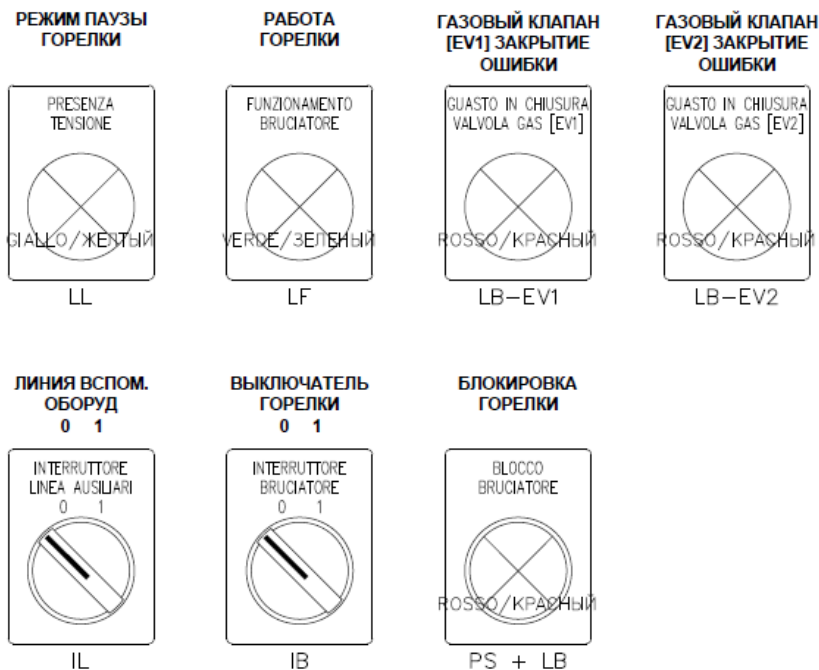 РЕЖИМ ПАУЗЫ
ГОРЕЛКИ
PRESENZA
TENSIONE
GIALLO/ЖЕЛТЫЙ
LL
РАБОТА
ГОРЕЛКИ
FUNZIONAMENTO
BRUCIATORE
VERDE/ЗЕЛЕНЫЙ
LF
ГАЗОВЫЙ КЛАПАН
[EV1] ЗАКРЫТИЕ
ОШИБКИ
GUASTO IN CHIUSURA
VALVOLA GAS [EV1]
ROSSO/КРАСНЫЙ
LB-EV1
ГАЗОВЫЙ КЛАПАН
[EV2] ЗАКРЫТИЕ
ОШИБКИ
GUASTO IN CHIUSURA
VALVOLA GAS [EV2]
ROSSO/КРАСНЫЙ
LB-EV2
ЛИНИЯ ВСПОМ.
ОБОРУД
0 1
INTERRUTTORE
LINEA AUSILIARI
0 1
IL
ВЫКЛЮЧАТЕЛЬ
ГОРЕЛКИ
0 1
INTERRUTTORE
BRUCIATORE
0 1
IB
БЛОКИРОВКА
ГОРЕЛКИ
BLOCCO
BRUCIATORE
ROSSO/КРАСНЫЙ
PS + LB